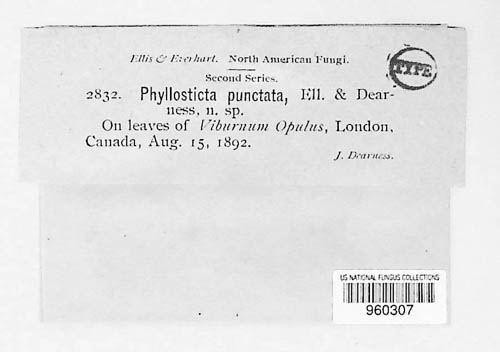 Ellis & Everhart. North American Fungi.
Second Series.
TYPE
2832. Phyllosticta punctata, Ell. & Dear-
ness, n. sp.
On leaves of Viburnum Opulus, London,
Canada, Aug. 15, 1892.
J. Dearness.
US NATIONAL FUNGUS COLLECTIONS
960307